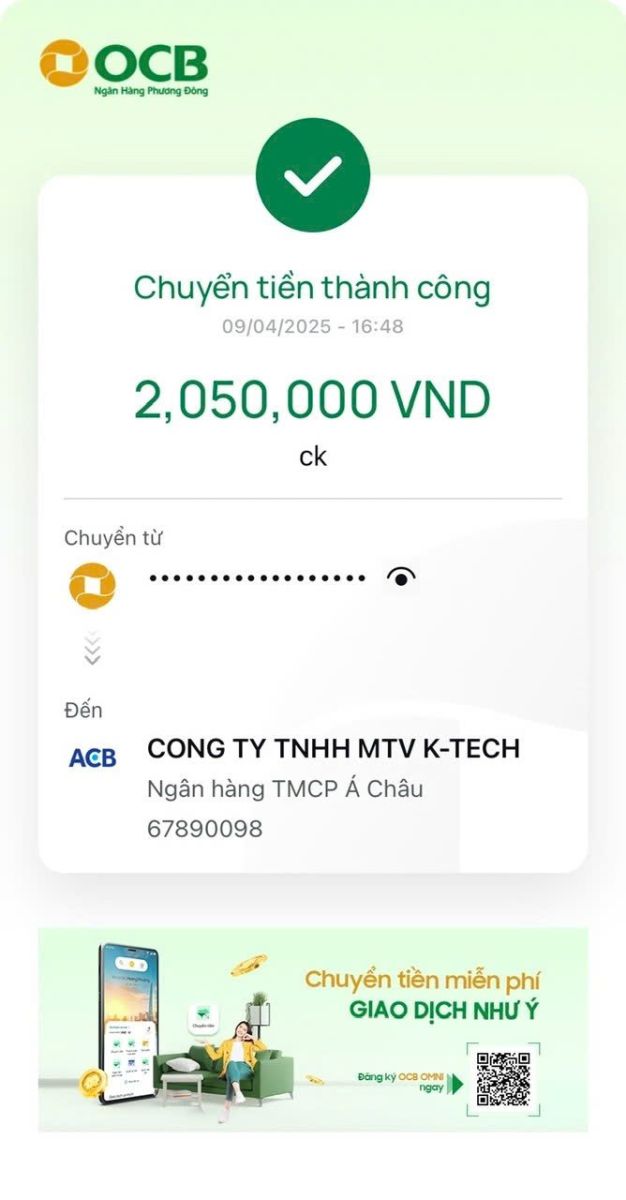 OCB
Ngân Hàng Phương Đông
Chuyển tiền thành công
09/04/2025 - 16:48
2,050,000 VND
ck
Chuyển từ
Đến
ACB
CONG TY TNHH MTV K-TECH
Ngân hàng TMCP Á Châu
67890098
Chuyển tiền miễn phí
GIAO DỊCH NHƯ Ý
Chuyển tiền
Đăng ký OCB OMNI
ngay